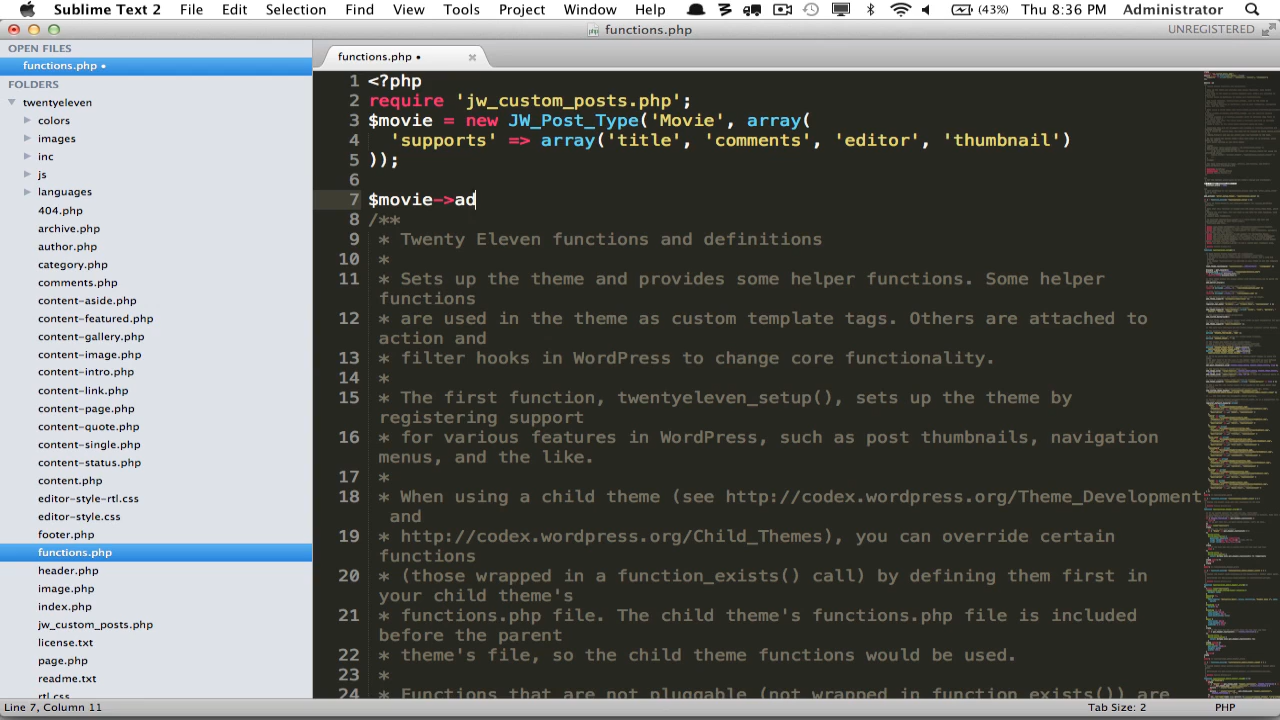 Sublime Text 2 File Edit Selection Find View Tools Project Window Help (43%) Thu 8:36 PM Administrator
functions.php UNREGISTERED
OPEN FILES
functions.php
FOLDERS
twentyeleven
colors
images
inc
js
languages
404.php
archive.php
author.php
category.php
comments.php
content-aside.php
content-featured.php
content-gallery.php
content-image.php
content-intro.php
content-link.php
content-page.php
content-quote.php
content-single.php
content-status.php
content.php
editor-style-rtl.css
editor-style.css
footer.php
functions.php
header.php
image.php
index.php
jw_custom_posts.php
license.txt
page.php
readme.txt
rtl.css
functions.php
1 <?php
2 require 'jw_custom_posts.php';
3 $movie = new JW_Post_Type('Movie', array(
4 'supports' => array('title', 'comments', 'editor', 'thumbnail')
5 ));
6
7 $movie->ad
8 /**
9 * Twenty Eleven functions and definitions
10 *
11 * Sets up the theme and provides some helper functions. Some helper
functions
12 * are used in the theme as custom template tags. Others are attached to
action and
13 * filter hooks in WordPress to change core functionality.
14 *
15 * The first function, twentyeleven_setup(), sets up the theme by
registering support
16 * for various features in WordPress, such as post thumbnails, navigation
menus, and the like.
17 *
18 * When using a child theme (see http://codex.wordpress.org/Theme_Development
and
19 * http://codex.wordpress.org/Child_Themes), you can override certain
functions
20 * (those wrapped in a function_exists() call) by defining them first in
your child theme's
21 * functions.php file. The child theme's functions.php file is included
before the parent
22 * theme's file, so the child theme functions would be used.
23 *
24 * Functions that are not pluggable (not wrapped in function_exists()) are
Line 7, Column 11 Tab Size: 2 PHP